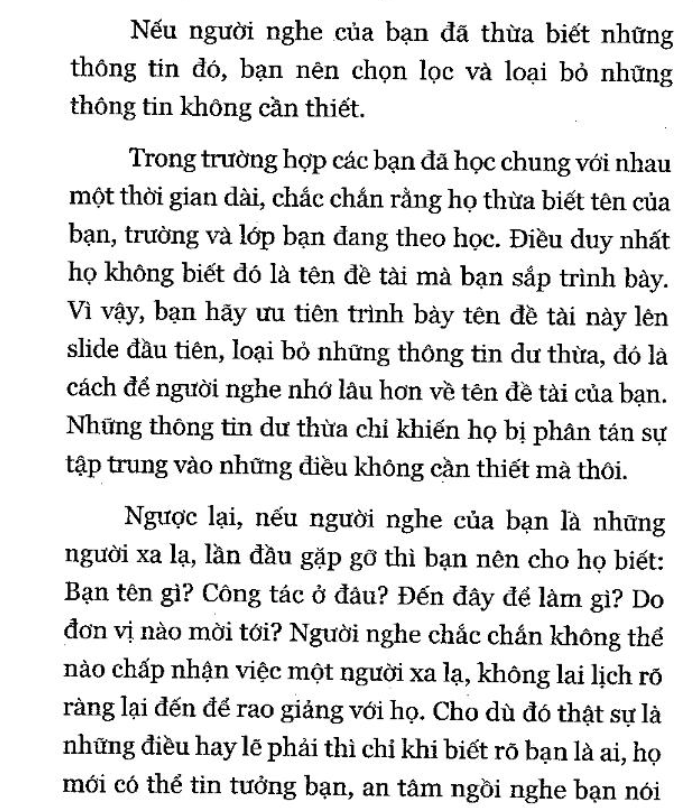 Nếu người nghe của bạn đã thừa biết những
thông tin đó, bạn nên chọn lọc và loại bỏ những
thông tin không cần thiết.
Trong trường hợp các bạn đã học chung với nhau
một thời gian dài, chắc chắn rằng họ thừa biết tên của
bạn, trường và lớp bạn đang theo học. Điều duy nhất
họ không biết đó là tên đề tài mà bạn sắp trình bày.
Vì vậy, bạn hãy ưu tiên trình bày tên đề tài này lên
slide đầu tiên, loại bỏ những thông tin dư thừa, đó là
cách để người nghe nhớ lâu hơn về tên đề tài của bạn.
Những thông tin dư thừa chỉ khiến họ bị phân tán sự
tập trung vào những điều không cần thiết mà thôi.
Ngược lại, nếu người nghe của bạn là những
người xa lạ, lần đầu gặp gỡ thì bạn nên cho họ biết:
Bạn tên gì? Công tác ở đâu? Đến đây để làm gì? Do
đơn vị nào mời tới? Người nghe chắc chắn không thể
nào chấp nhận việc một người xa lạ, không lai lịch rõ
ràng lại đến để rao giảng với họ. Cho dù đó thật sự là
những điều hay lẽ phải thì chỉ khi biết rõ bạn là ai, họ
mới có thể tin tưởng bạn, an tâm ngồi nghe bạn nói